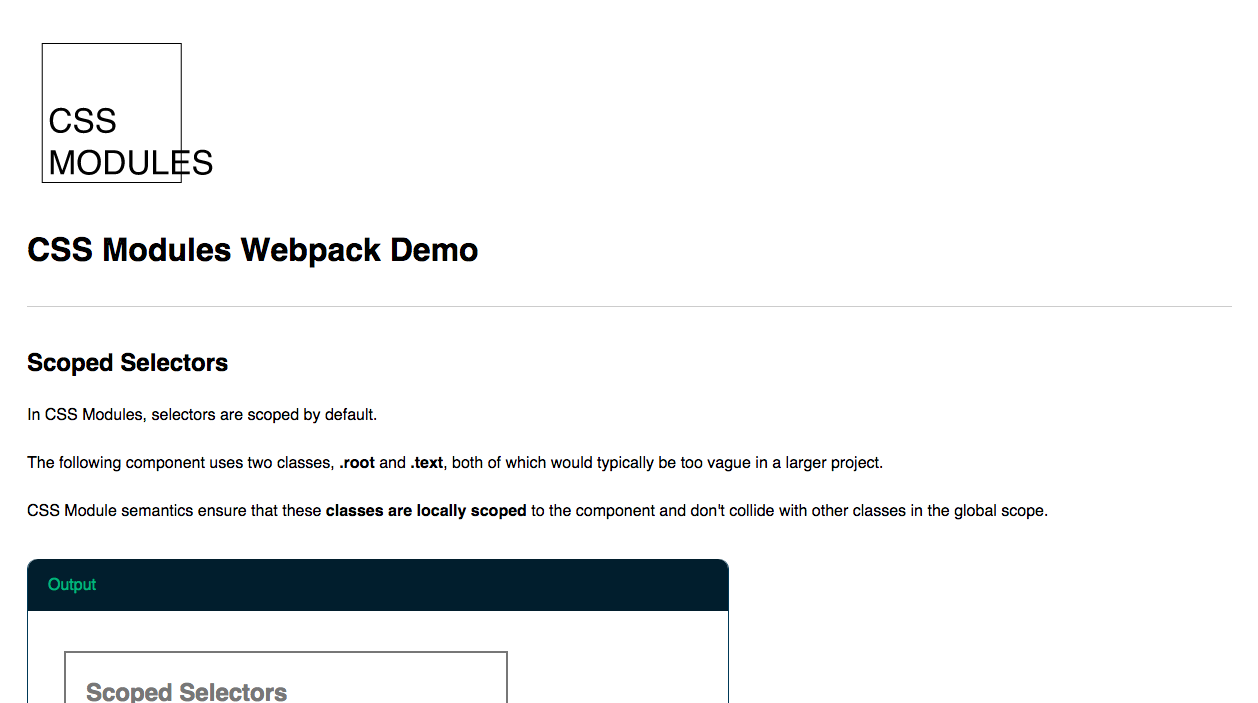 CSS
MODULES
CSS Modules Webpack Demo
Scoped Selectors
In CSS Modules, selectors are scoped by default.
The following component uses two classes, .root and .text, both of which would typically be too vague in a larger project.
CSS Module semantics ensure that these classes are locally scoped to the component and don't collide with other classes in the global scope.
Output
Scoped Selectors